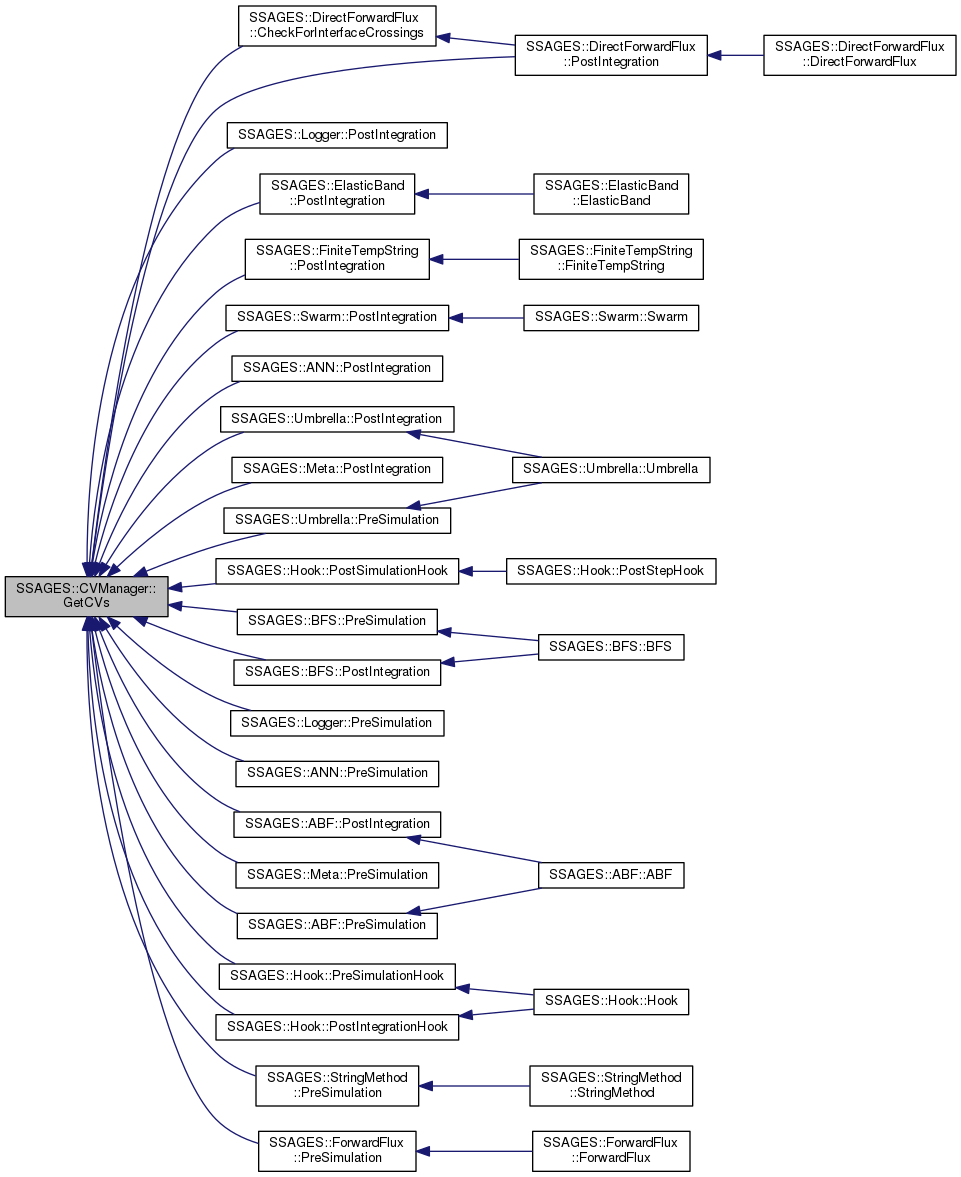 SSAGES::DirectForwardFlux
::CheckForInterfaceCrossings
SSAGES::DirectForwardFlux
::PostIntegration
SSAGES::DirectForwardFlux
::DirectForwardFlux
SSAGES::Logger::PostIntegration
SSAGES::ElasticBand
::PostIntegration
SSAGES::ElasticBand
::ElasticBand
SSAGES::FiniteTempString
::PostIntegration
SSAGES::FiniteTempString
::FiniteTempString
SSAGES::Swarm::PostIntegration
SSAGES::Swarm::Swarm
SSAGES::ANN::PostIntegration
SSAGES::Umbrella::PostIntegration
SSAGES::Meta::PostIntegration
SSAGES::Umbrella::Umbrella
SSAGES::Umbrella::PreSimulation
SSAGES::Hook::PostSimulationHook
SSAGES::Hook::PostStepHook
SSAGES::CVManager::
GetCVs
SSAGES::BFS::PreSimulation
SSAGES::BFS::BFS
SSAGES::BFS::PostIntegration
SSAGES::Logger::PreSimulation
SSAGES::ANN::PreSimulation
SSAGES::ABF::PostIntegration
SSAGES::Meta::PreSimulation
SSAGES::ABF::ABF
SSAGES::ABF::PreSimulation
SSAGES::Hook::PreSimulationHook
SSAGES::Hook::Hook
SSAGES::Hook::PostIntegrationHook
SSAGES::StringMethod
::PreSimulation
SSAGES::StringMethod
::StringMethod
SSAGES::ForwardFlux
::PreSimulation
SSAGES::ForwardFlux
::ForwardFlux